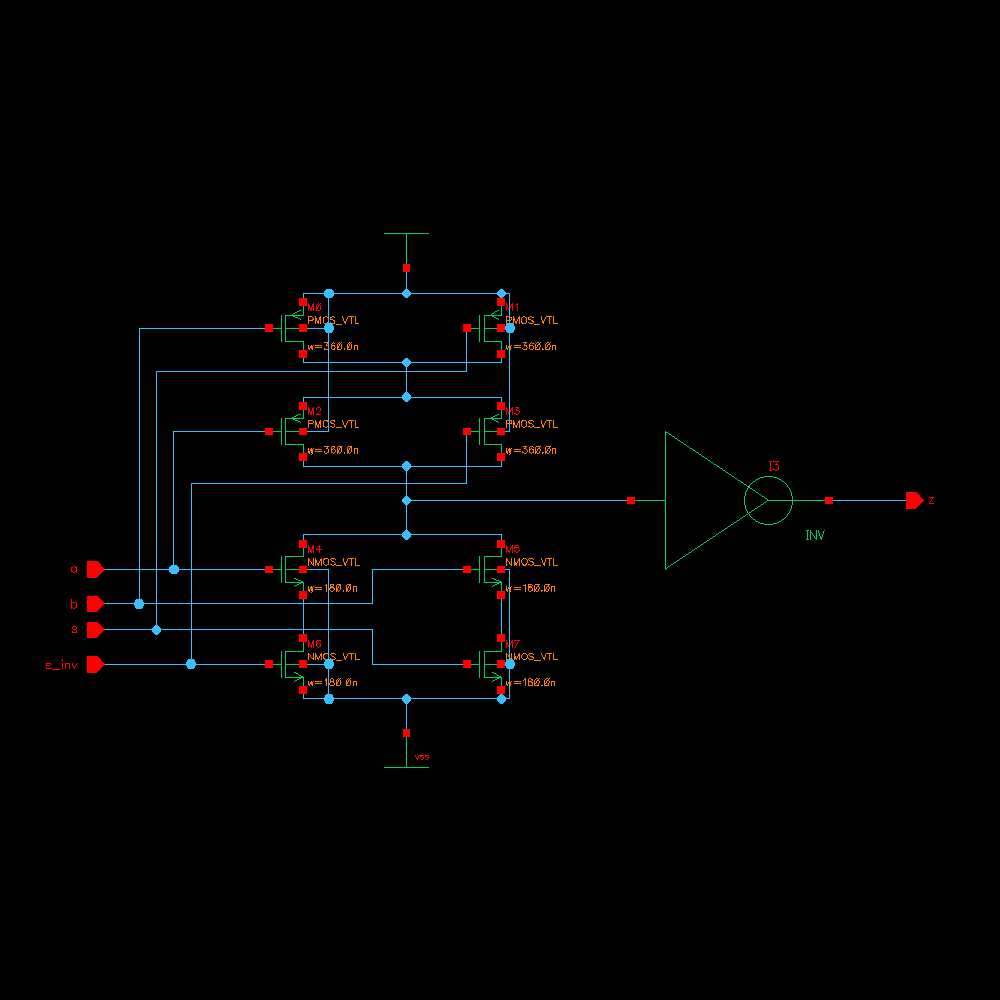 M0
PMOS_VTL
w=360.0n
M1
PMOS_VTL
w=360.0n
M2
PMOS_VTL
w=360.0n
M3
PMOS_VTL
w=360.0n
I3
INV
z
M4
NMOS_VTL
w=180.0n
M5
NMOS_VTL
w=180.0n
a
b
s
s_inv
M6
NMOS_VTL
w=180.0n
M7
NMOS_VTL
w=180.0n
vss